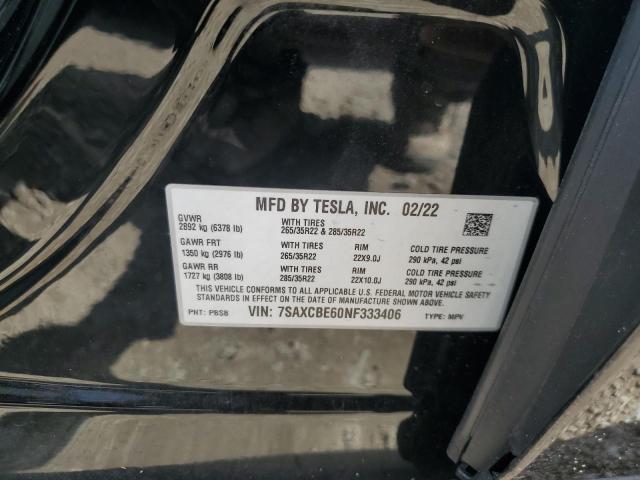 MFD BY TESLA, INC. 02/22
GVWR WITH TIRES
2892 kg (6378 lb) 265/35R22 & 285/35R22
GAWR FRT WITH TIRES RIM COLD TIRE PRESSURE
1350 kg (2976 lb) 265/35R22 22X9.0J 290 kPa, 42 psi
GAWR RR WITH TIRES RIM COLD TIRE PRESSURE
1727 kg (3808 lb) 285/35R22 22X10.0J 290 kPa, 42 psi
THIS VEHICLE CONFORMS TO ALL APPLICABLE U.S. FEDERAL MOTOR VEHICLE SAFETY
STANDARDS IN EFFECT ON THE DATE OF MANUFACTURE SHOWN ABOVE.
PNT: PBSB VIN: 7SAXCBE60NF333406 TYPE: MPV